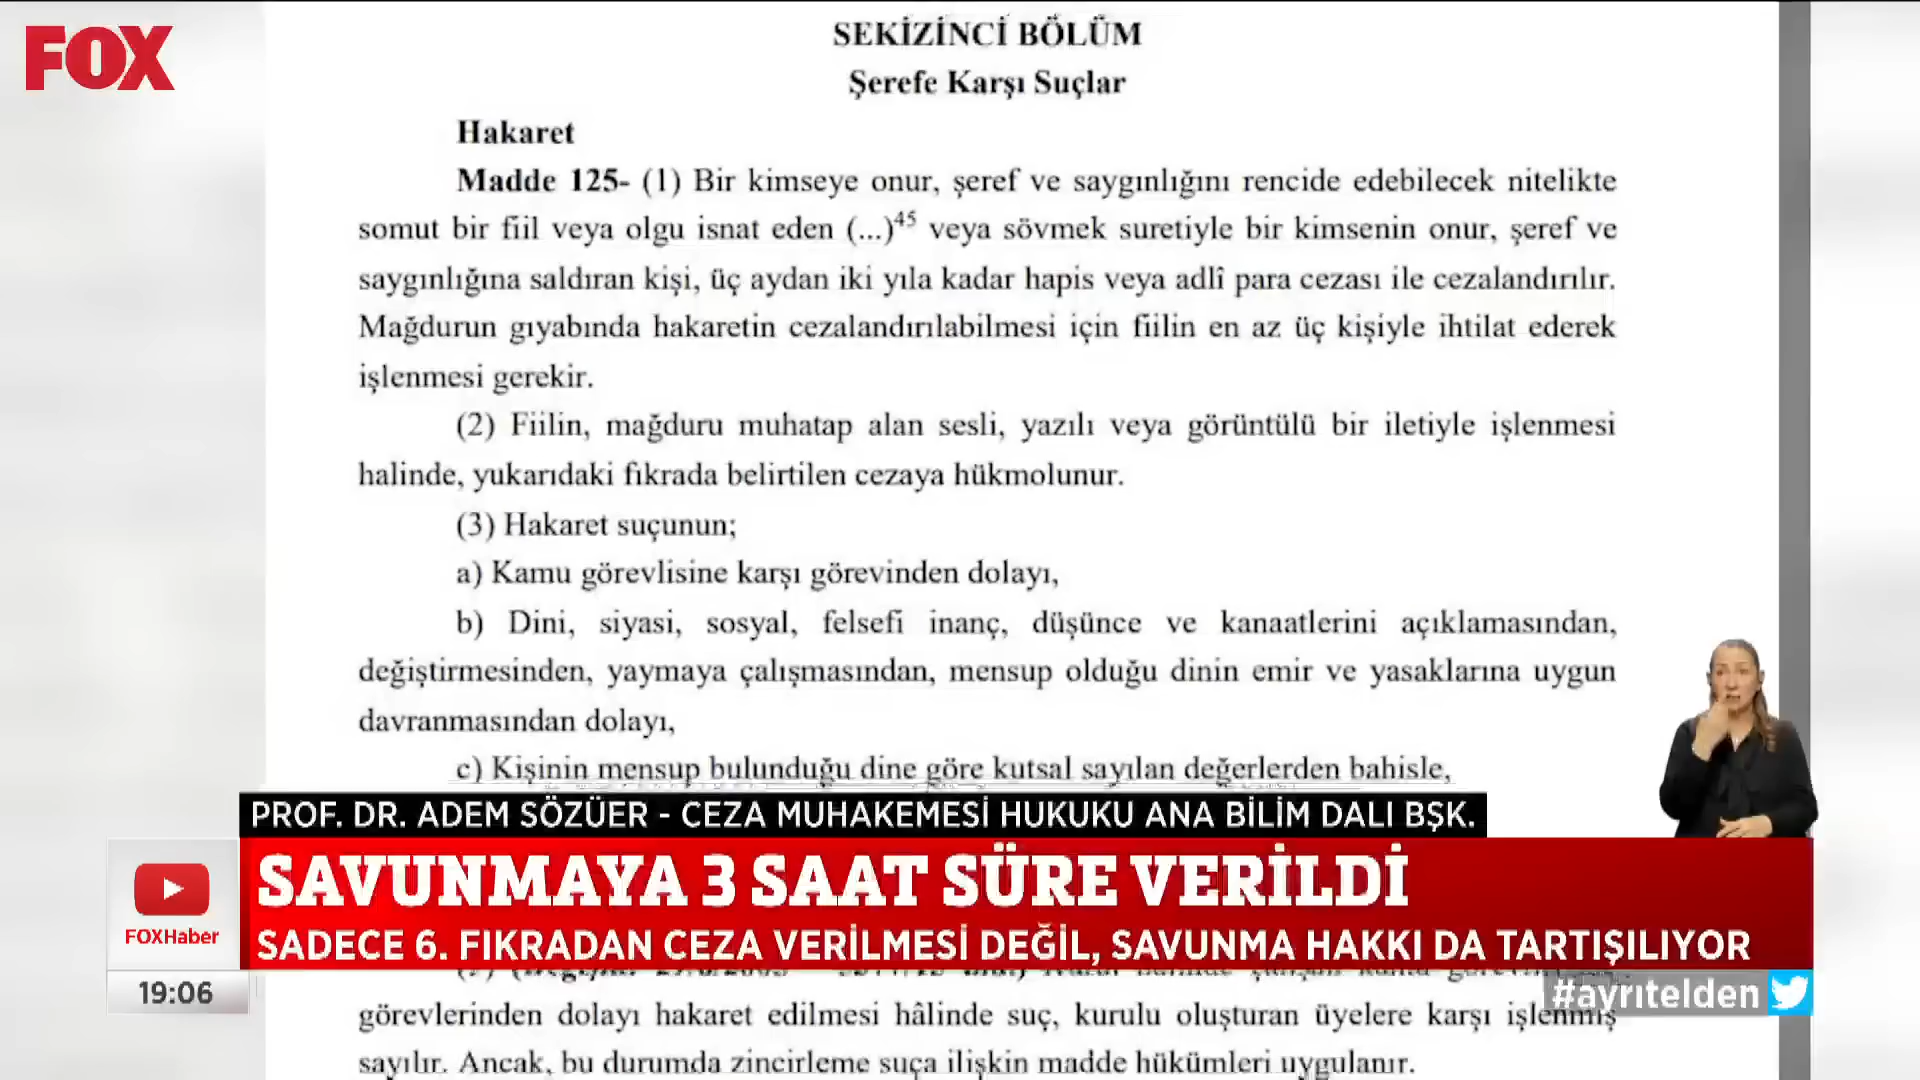 FOX
SEKİZİNCİ BÖLÜM
Şerefe Karşı Suçlar
Hakaret
Madde 125- (1) Bir kimseye onur, şeref ve saygınlığını rencide edebilecek nitelikte
somut bir fiil veya olgu isnat eden (...)45 veya sövmek suretiyle bir kimsenin onur, şeref ve
saygınlığına saldıran kişi, üç aydan iki yıla kadar hapis veya adlî para cezası ile cezalandırılır.
Mağdurun gıyabında hakaretin cezalandırılabilmesi için fiilin en az üç kişiyle ihtilat ederek
işlenmesi gerekir.
(2) Fiilin, mağduru muhatap alan sesli, yazılı veya görüntülü bir iletiyle işlenmesi
halinde, yukarıdaki fıkrada belirtilen cezaya hükmolunur.
(3) Hakaret suçunun;
a) Kamu görevlisine karşı görevinden dolayı,
b) Dini, siyasi, sosyal, felsefi inanç, düşünce ve kanaatlerini açıklamasından,
değiştirmesinden, yaymaya çalışmasından, mensup olduğu dinin emir ve yasaklarına uygun
davranmasından dolayı,
c) Kişinin mensup bulunduğu dine göre kutsal sayılan değerlerden bahisle,
PROF. DR. ADEM SÖZÜER - CEZA MUHAKEMESİ HUKUKU ANA BİLİM DALI BŞK.
SAVUNMAYA 3 SAAT SÜRE VERİLDİ
FOXHaber
SADECE 6. FIKRADAN CEZA VERİLMESİ DEĞİL, SAVUNMA HAKKI DA TARTIŞILIYOR
19:06
#ayrıtelden
görevlerinden dolayı hakaret edilmesi hâlinde suç, kurulu oluşturan üyelere karşı işlenmiş
sayılır. Ancak, bu durumda zincirleme suça ilişkin madde hükümleri uygulanır.